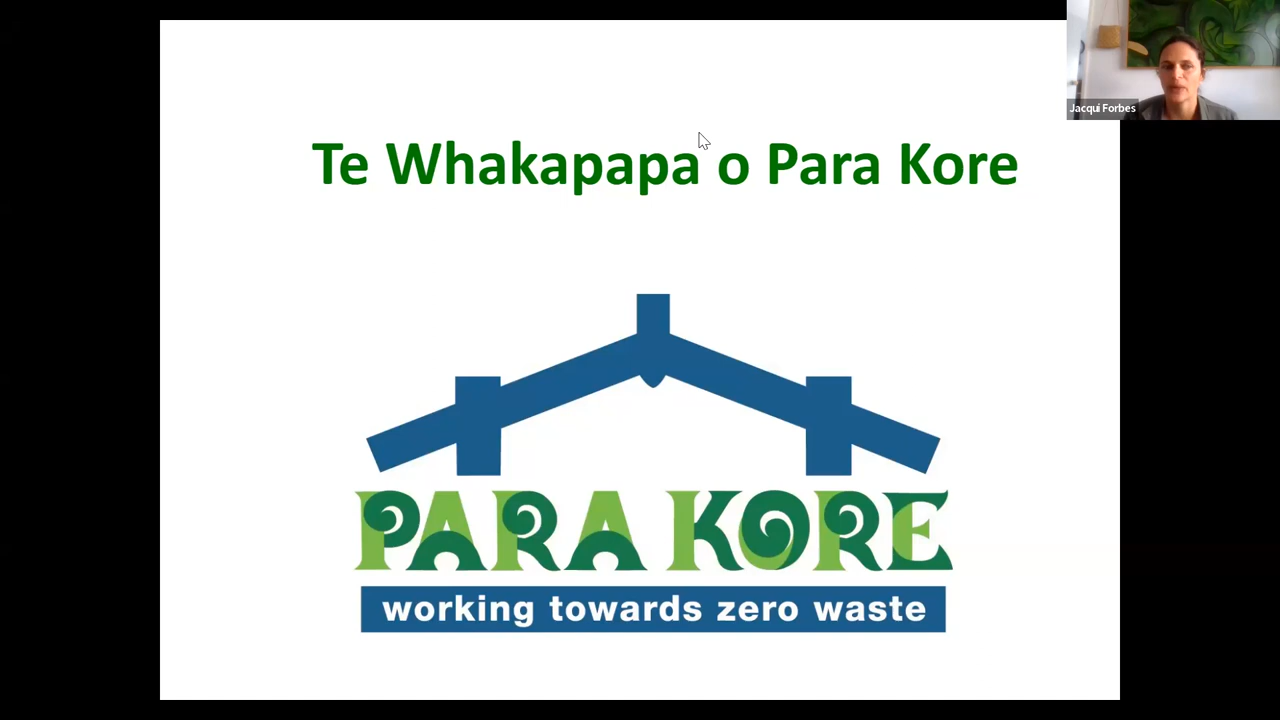 Te Whakapapa o Para Kore
Jacqui Forbes
PARA KORE
working towards zero waste